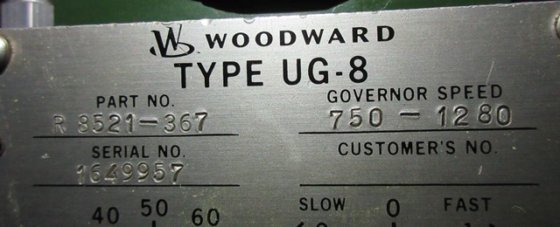 WOODWARD
TYPE UG-8
PART NO.
R 8521-367
GOVERNOR SPEED
750 - 1280
SERIAL NO.
1649957
CUSTOMER'S NO.
40 50 60
SLOW 0 FAST